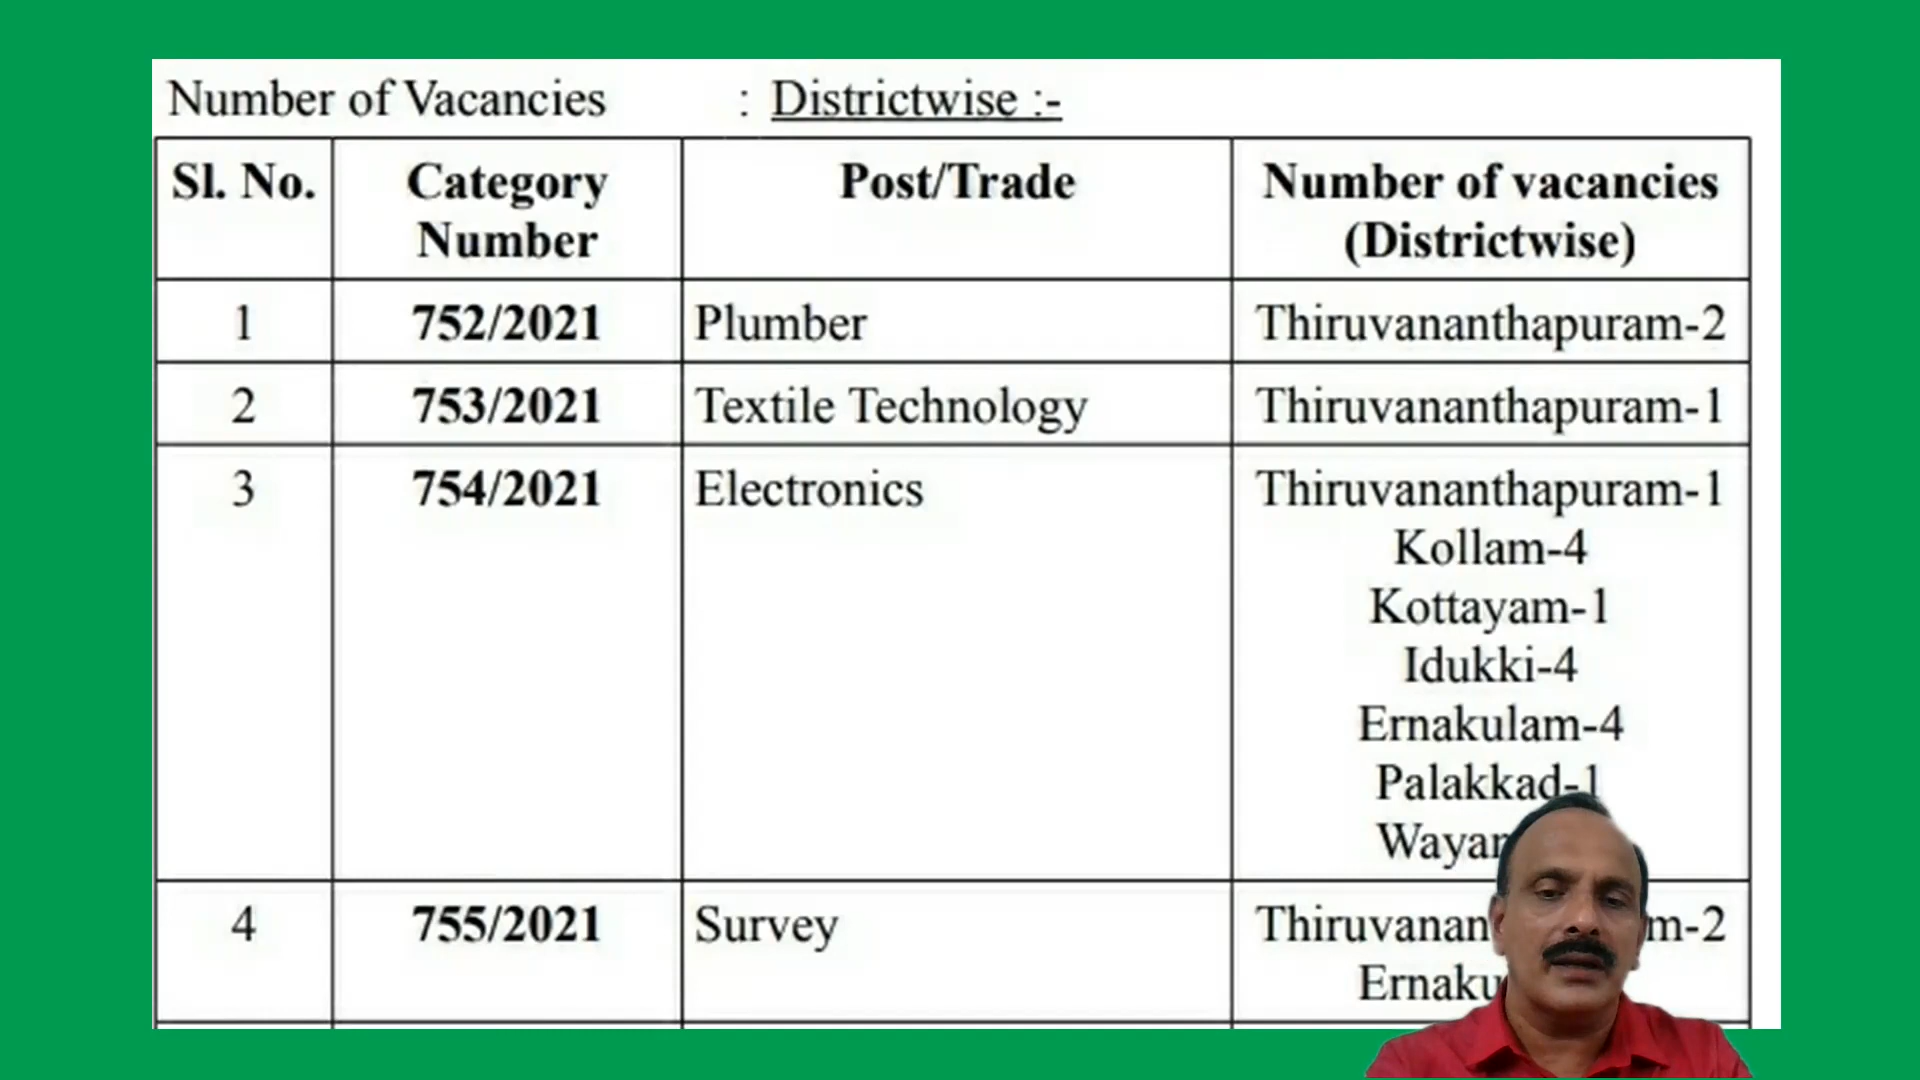 Number of Vacancies : Districtwise :-
Sl. No. Category Number Post/Trade Number of vacancies (Districtwise)
1 752/2021 Plumber Thiruvananthapuram-2
2 753/2021 Textile Technology Thiruvananthapuram-1
3 754/2021 Electronics Thiruvananthapuram-1
Kollam-4
Kottayam-1
Idukki-4
Ernakulam-4
Palakkad-1
4 755/2021 Survey